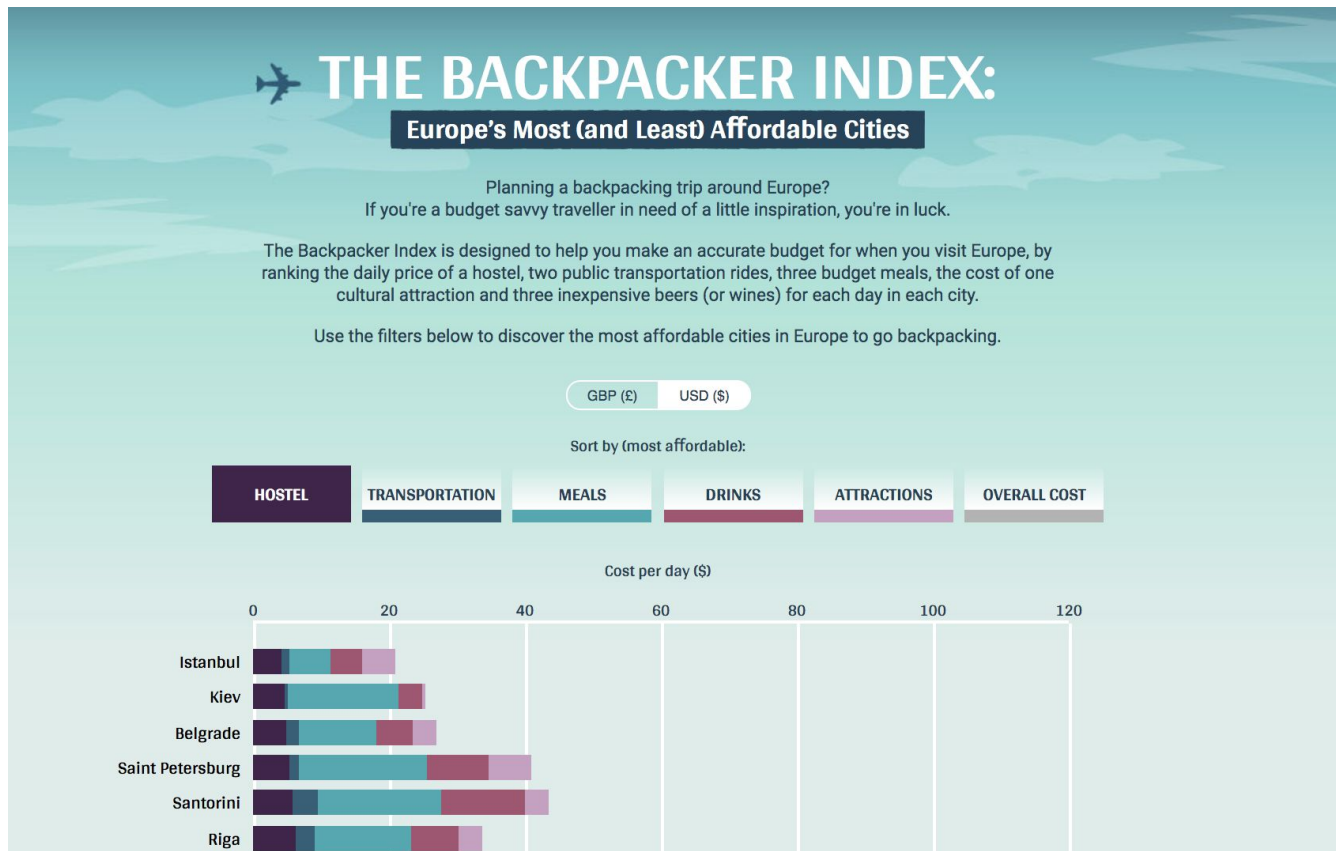 THE BACKPACKER INDEX:
Europe's Most (and Least) Affordable Cities
Planning a backpacking trip around Europe?
If you're a budget savvy traveller in need of a little inspiration, you're in luck.
The Backpacker Index is designed to help you make an accurate budget for when you visit Europe, by
ranking the daily price of a hostel, two public transportation rides, three budget meals, the cost of one
cultural attraction and three inexpensive beers (or wines) for each day in each city.
Use the filters below to discover the most affordable cities in Europe to go backpacking.
GBP (£) USD ($)
Sort by (most affordable):
HOSTEL TRANSPORTATION MEALS DRINKS ATTRACTIONS OVERALL COST
Cost per day ($)
0 20 40 60 80 100 120
Istanbul
Kiev
Belgrade
Saint Petersburg
Santorini
Riga